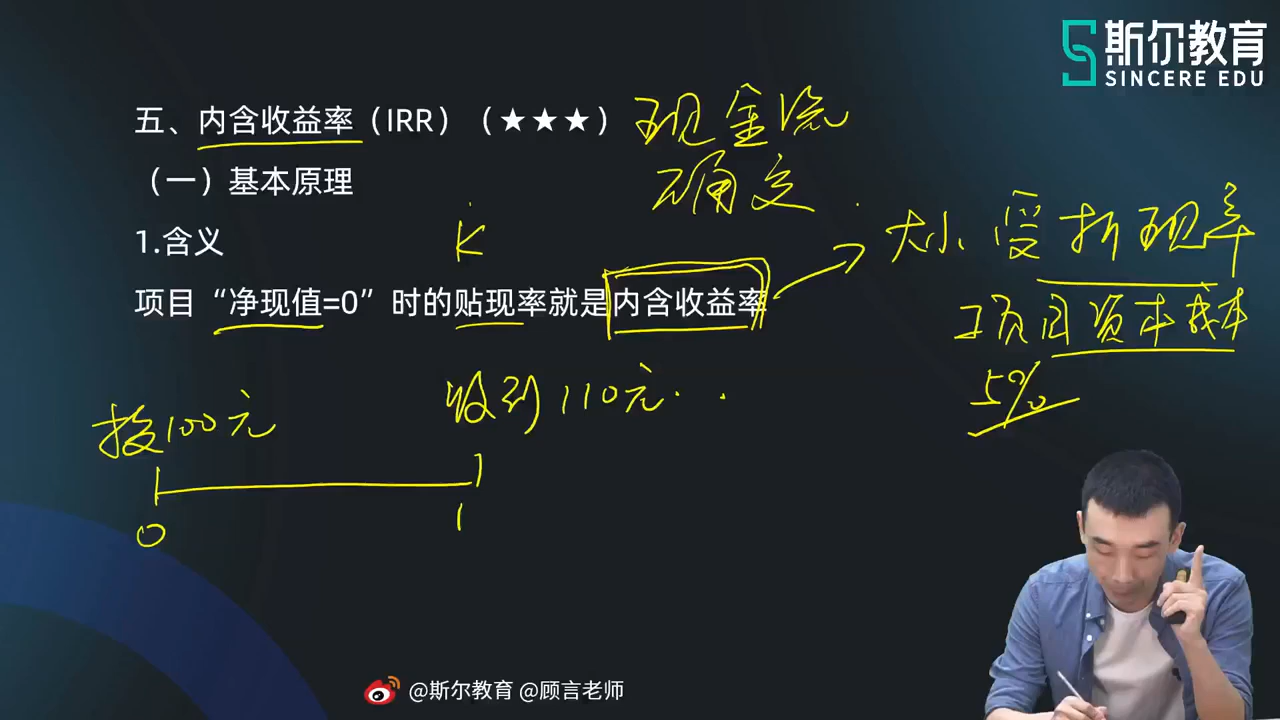 斯尔教育
SINCERE EDU
五、内含收益率（IRR）（★★★） 现金流
确定
（一）基本原理
大小受折现率
1.含义
K
项目“净现值=0”时的贴现率就是内含收益率
项目资本成本
5%
投100元
收到110元..
0
1
@斯尔教育 @顾言老师